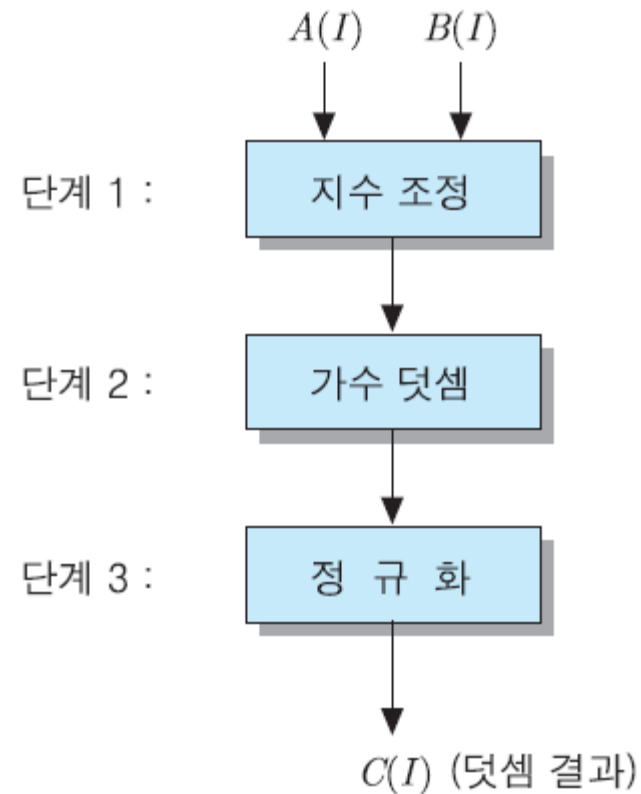 A(I) B(I)
단계 1 : 지수 조정
단계 2 : 가수 덧셈
단계 3 : 정 규 화
C(I) (덧셈 결과)